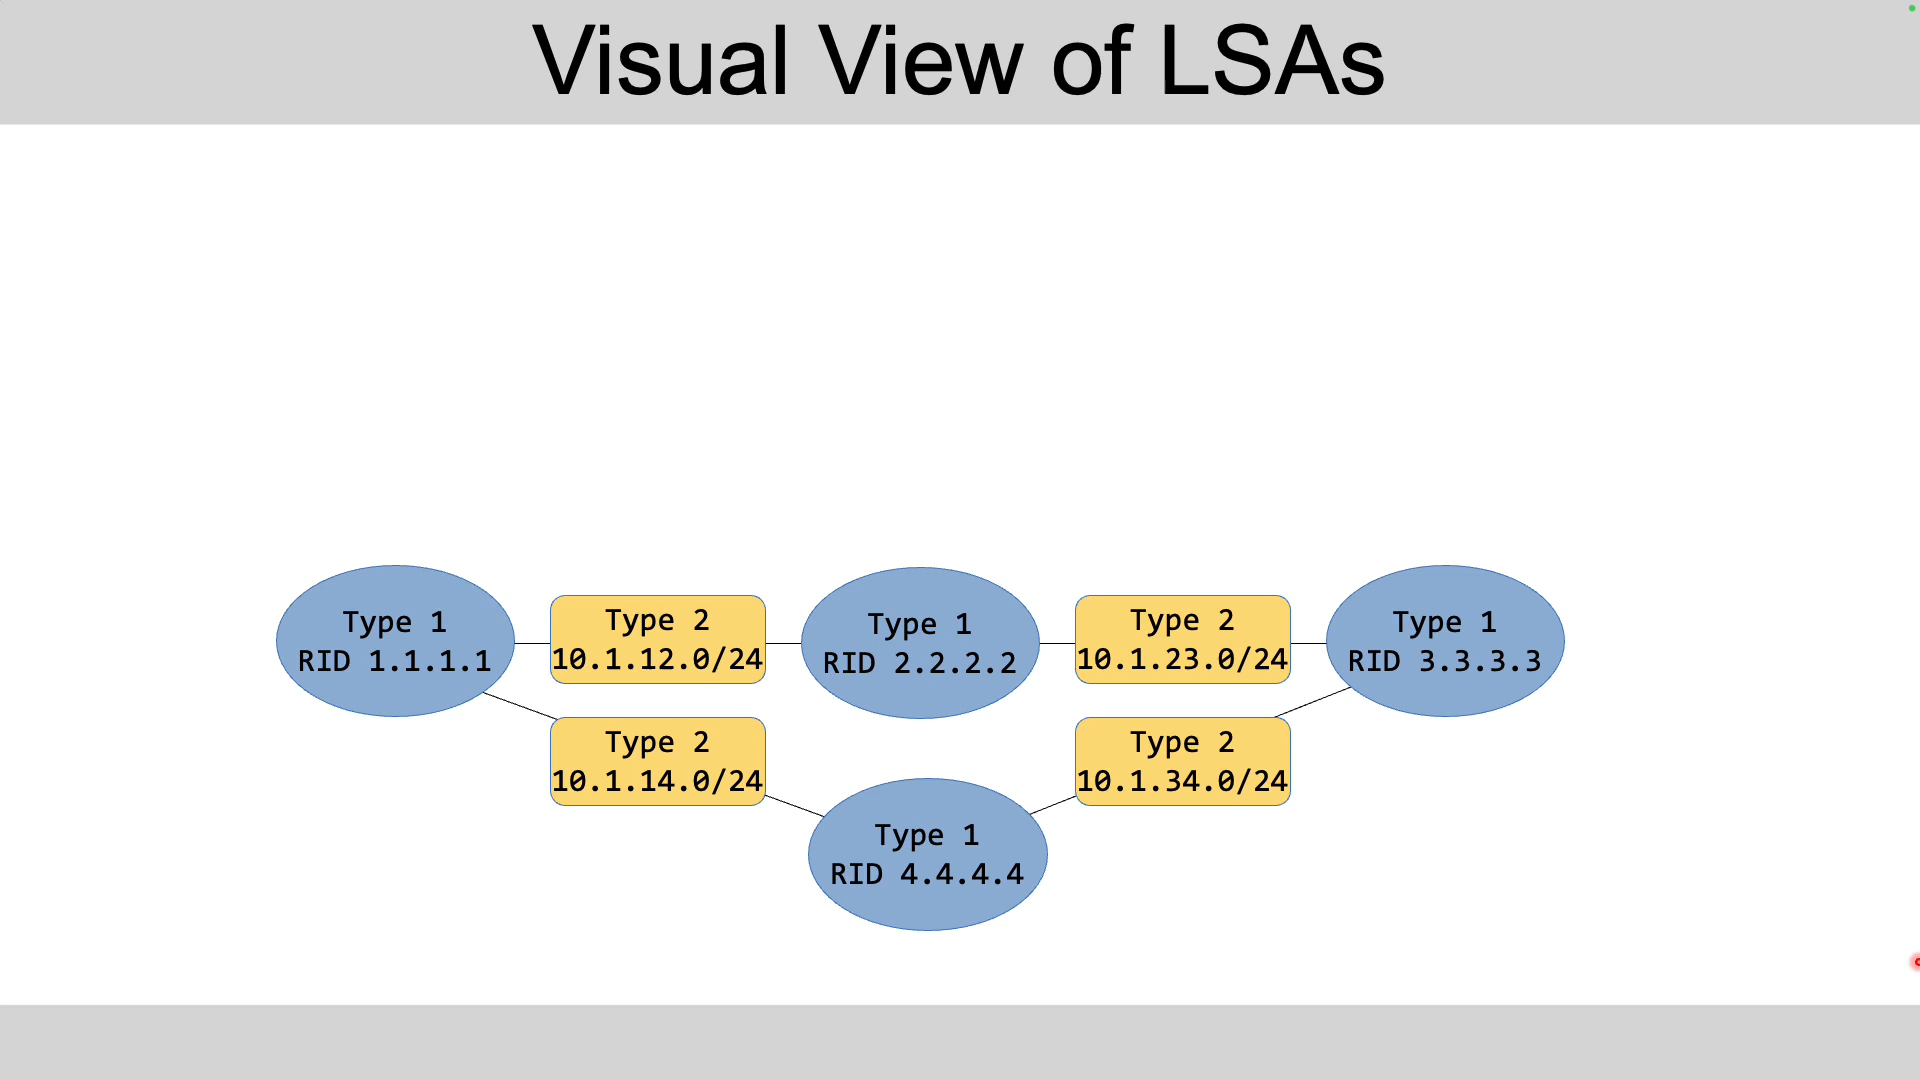 Visual View of LSAs
Type 1
RID 1.1.1.1
Type 2
10.1.12.0/24
Type 1
RID 2.2.2.2
Type 2
10.1.23.0/24
Type 1
RID 3.3.3.3
Type 2
10.1.14.0/24
Type 2
10.1.34.0/24
Type 1
RID 4.4.4.4